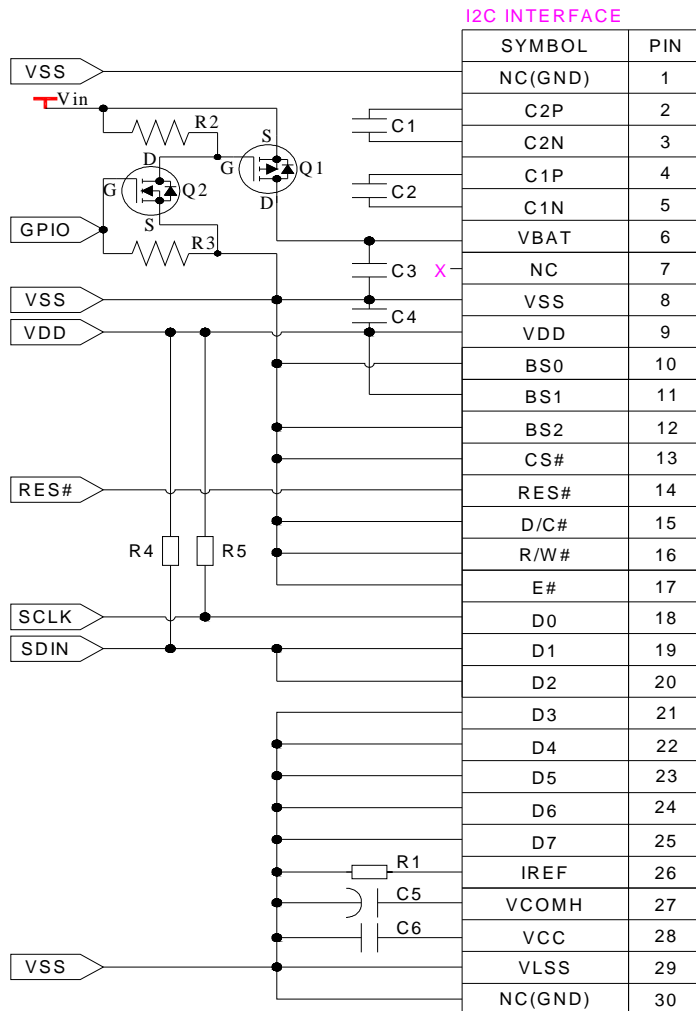 I2C INTERFACE
SYMBOL PIN
VSS NC(GND) 1
Vin
R2 C2P 2
S C1
C2N 3
D G Q1 C1P 4
G Q2 C2
D C1N 5
S
GPIO R3 VBAT 6
C3 X NC 7
VSS VSS 8
C4
VDD VDD 9
BS0 10
BS1 11
BS2 12
CS# 13
RES# RES# 14
D/C# 15
R4 R5 R/W# 16
E# 17
SCLK D0 18
SDIN D1 19
D2 20
D3 21
D4 22
D5 23
D6 24
D7 25
R1 IREF 26
C5 VCOMH 27
C6 VCC 28
VSS VLSS 29
NC(GND) 30